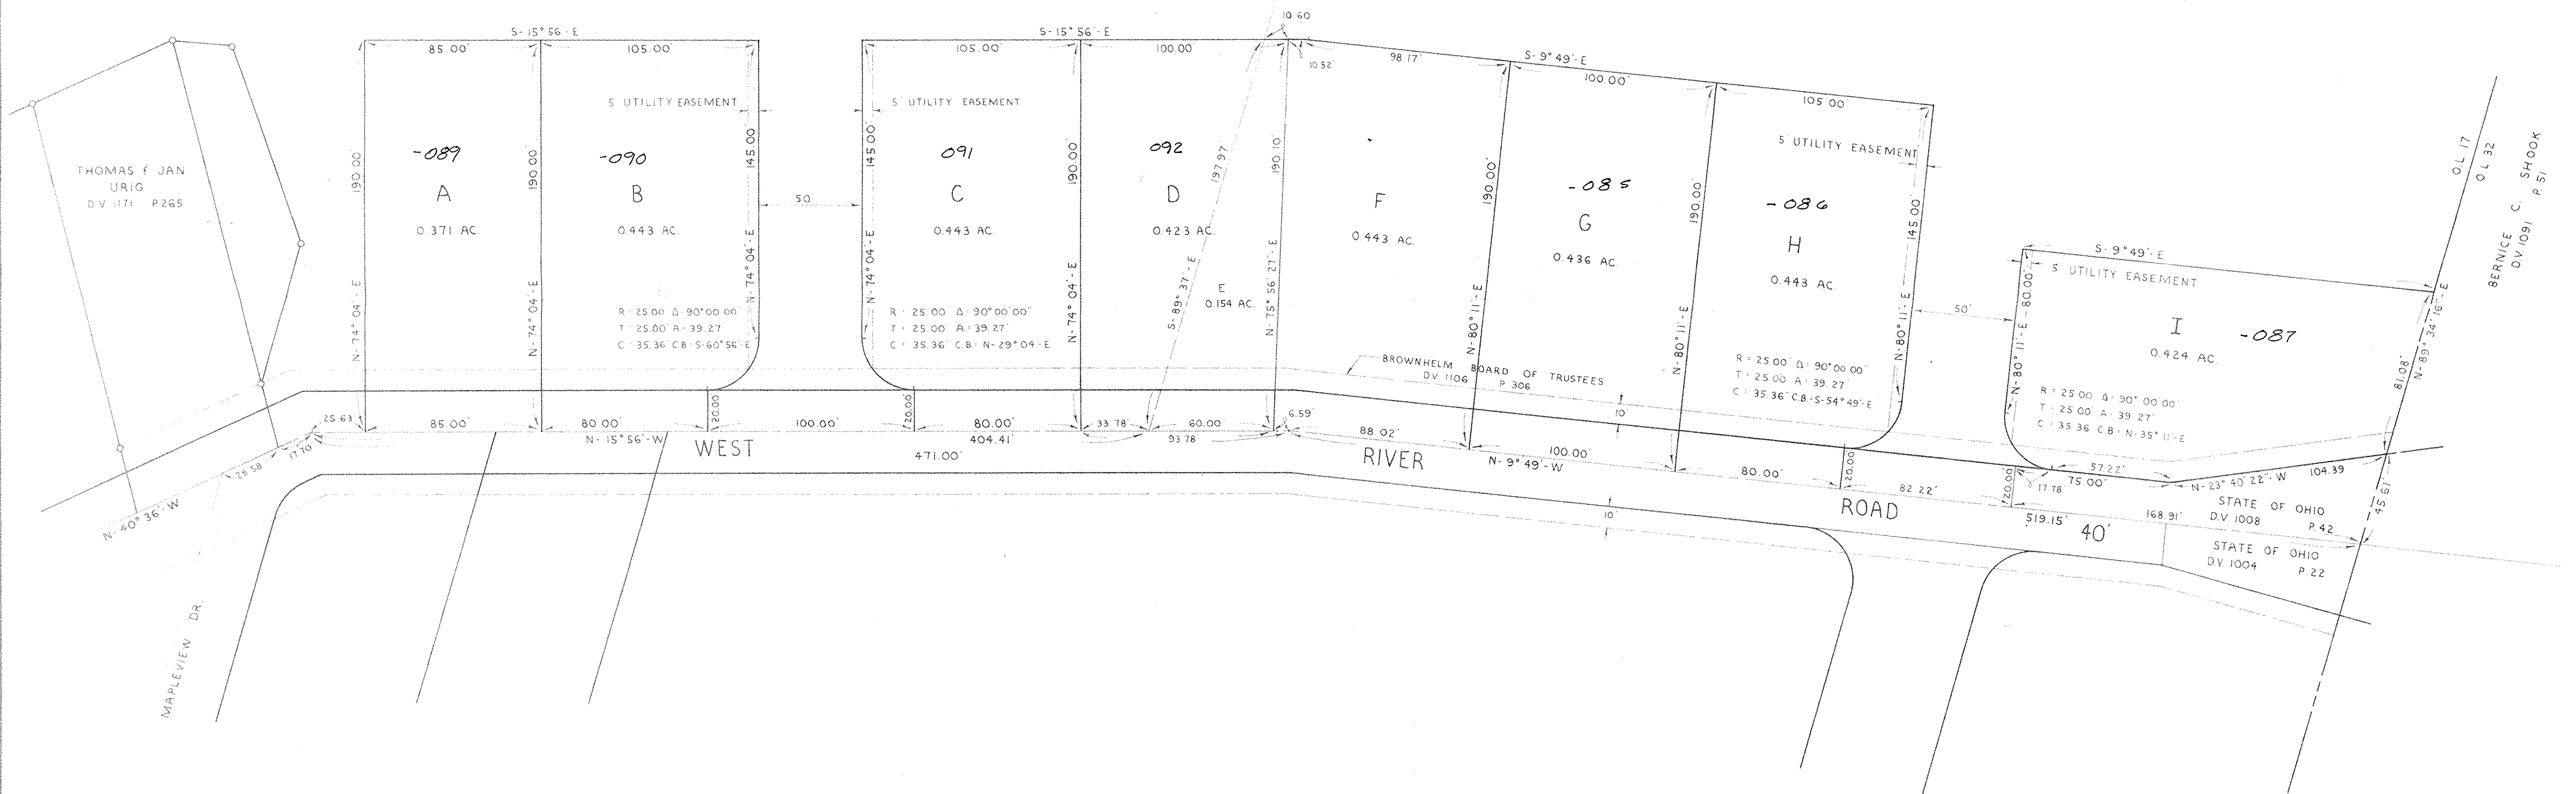 THOMAS & JAN
URIG
D.V. 1171 P.265
N-40°36'-W
28.58
17.70
25.63'
MAPLEVIEW DR.
S-15°56'-E
85.00'
105.00'
190.00'
N-74°04'-E
-089
A
0.371 AC.
190.00'
N-74°04'-E
5' UTILITY EASEMENT
-090
B
0.443 AC.
145.00'
N-74°04'-E
R=25.00' Δ=90°00'00"
T=25.00' A=39.27'
C=35.36' C.B.=S-60°56'-E
50'
S-15°56'-E
105.00'
100.00'
5' UTILITY EASEMENT
145.00'
N-74°04'-E
091
C
0.443 AC.
R=25.00' Δ=90°00'00"
T=25.00' A=39.27'
C=35.36' C.B.=N-29°04'-E
190.00'
N-74°04'-E
092
D
0.423 AC.
197.97'
S-89°37'-E
E
0.154 AC.
190.10'
N-75°56'27"-E
10.60
10.52'
98.17'
S-9°49'-E
100.00'
105.00'
F
0.443 AC.
190.00'
N-80°11'-E
-085
G
0.436 AC.
190.00'
N-80°11'-E
5' UTILITY EASEMENT
-086
H
0.443 AC.
145.00'
N-80°11'-E
R=25.00' Δ=90°00'00"
T=25.00' A=39.27'
C=35.36' C.B.=S-54°49'-E
BROWNHELM BOARD OF TRUSTEES
D.V. 1106 P. 306
10'
50'
S-9°49'-E
5' UTILITY EASEMENT
N-80°11'-E-80.00'
I
-087
0.424 AC.
R=25.00' Δ=90°00'00"
T=25.00' A=39.27'
C=35.36' C.B.=N-35°11'-E
O.L. 17
O.L. 32
BERNICE C. SHOOK
D.V. 1091 P. 51
N-89°34'16"-E
81.08'
45.61'
85.00'
80.00'
20.00'
100.00'
20.00'
80.00'
33.78'
60.00'
6.59'
88.02'
100.00'
80.00'
20.00'
82.22'
20.00'
17.78'
57.22'
75.00'
N-23°40'22"-W
104.39
N-15°56'-W
404.41'
93.78'
N-9°49'-W
WEST
471.00'
RIVER
ROAD
519.15'
40'
168.91'
10'
STATE OF OHIO
D.V. 1008 P. 42
STATE OF OHIO
D.V. 1004 P. 22